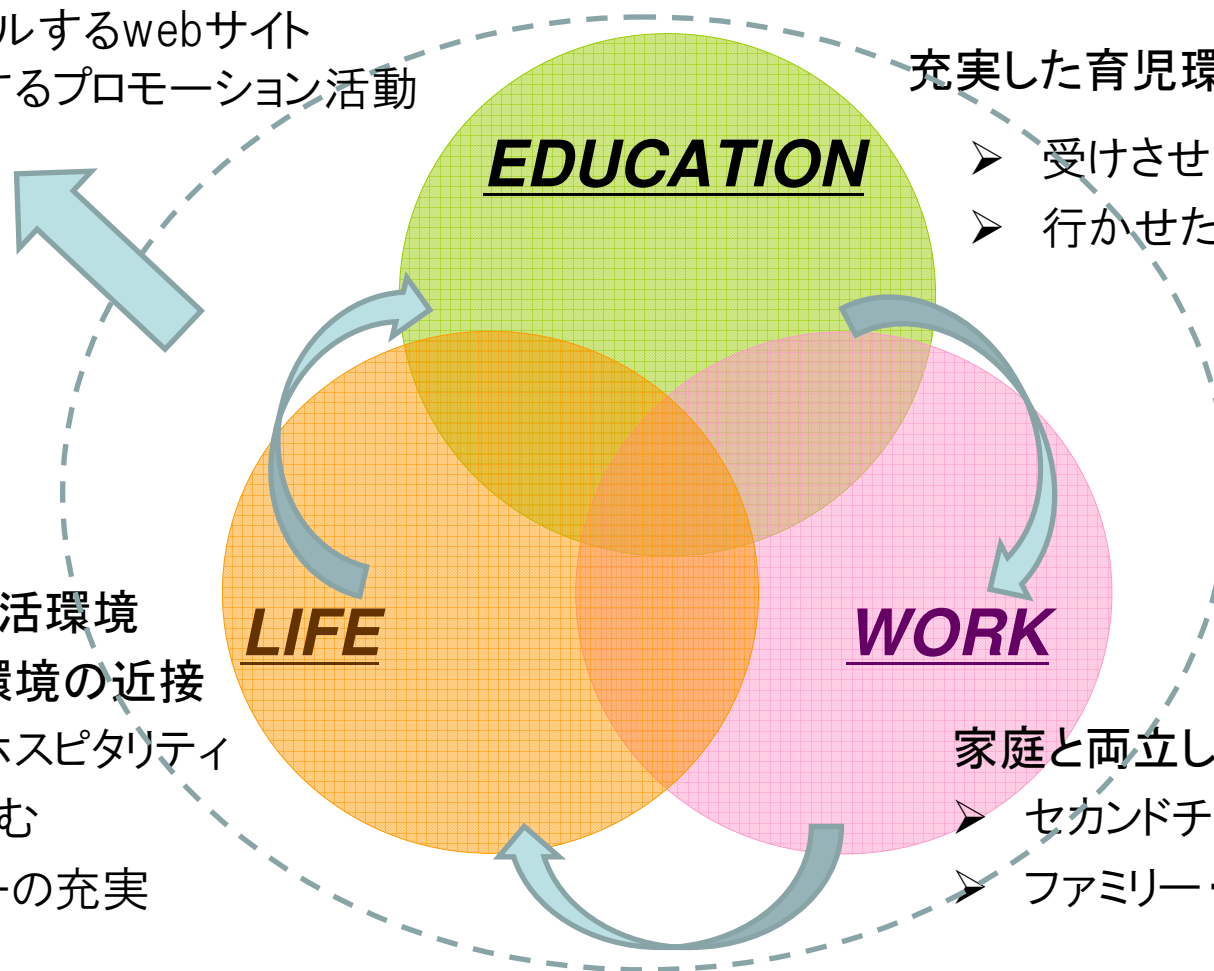 ルするwebサイト
するプロモーション活動
EDUCATION
充実した育児環
➢ 受けさせ
➢ 行かせた
LIFE
活環境
環境の近接
ホスピタリティ
む
ーの充実
WORK
家庭と両立し
➢ セカンドチ
➢ ファミリー・